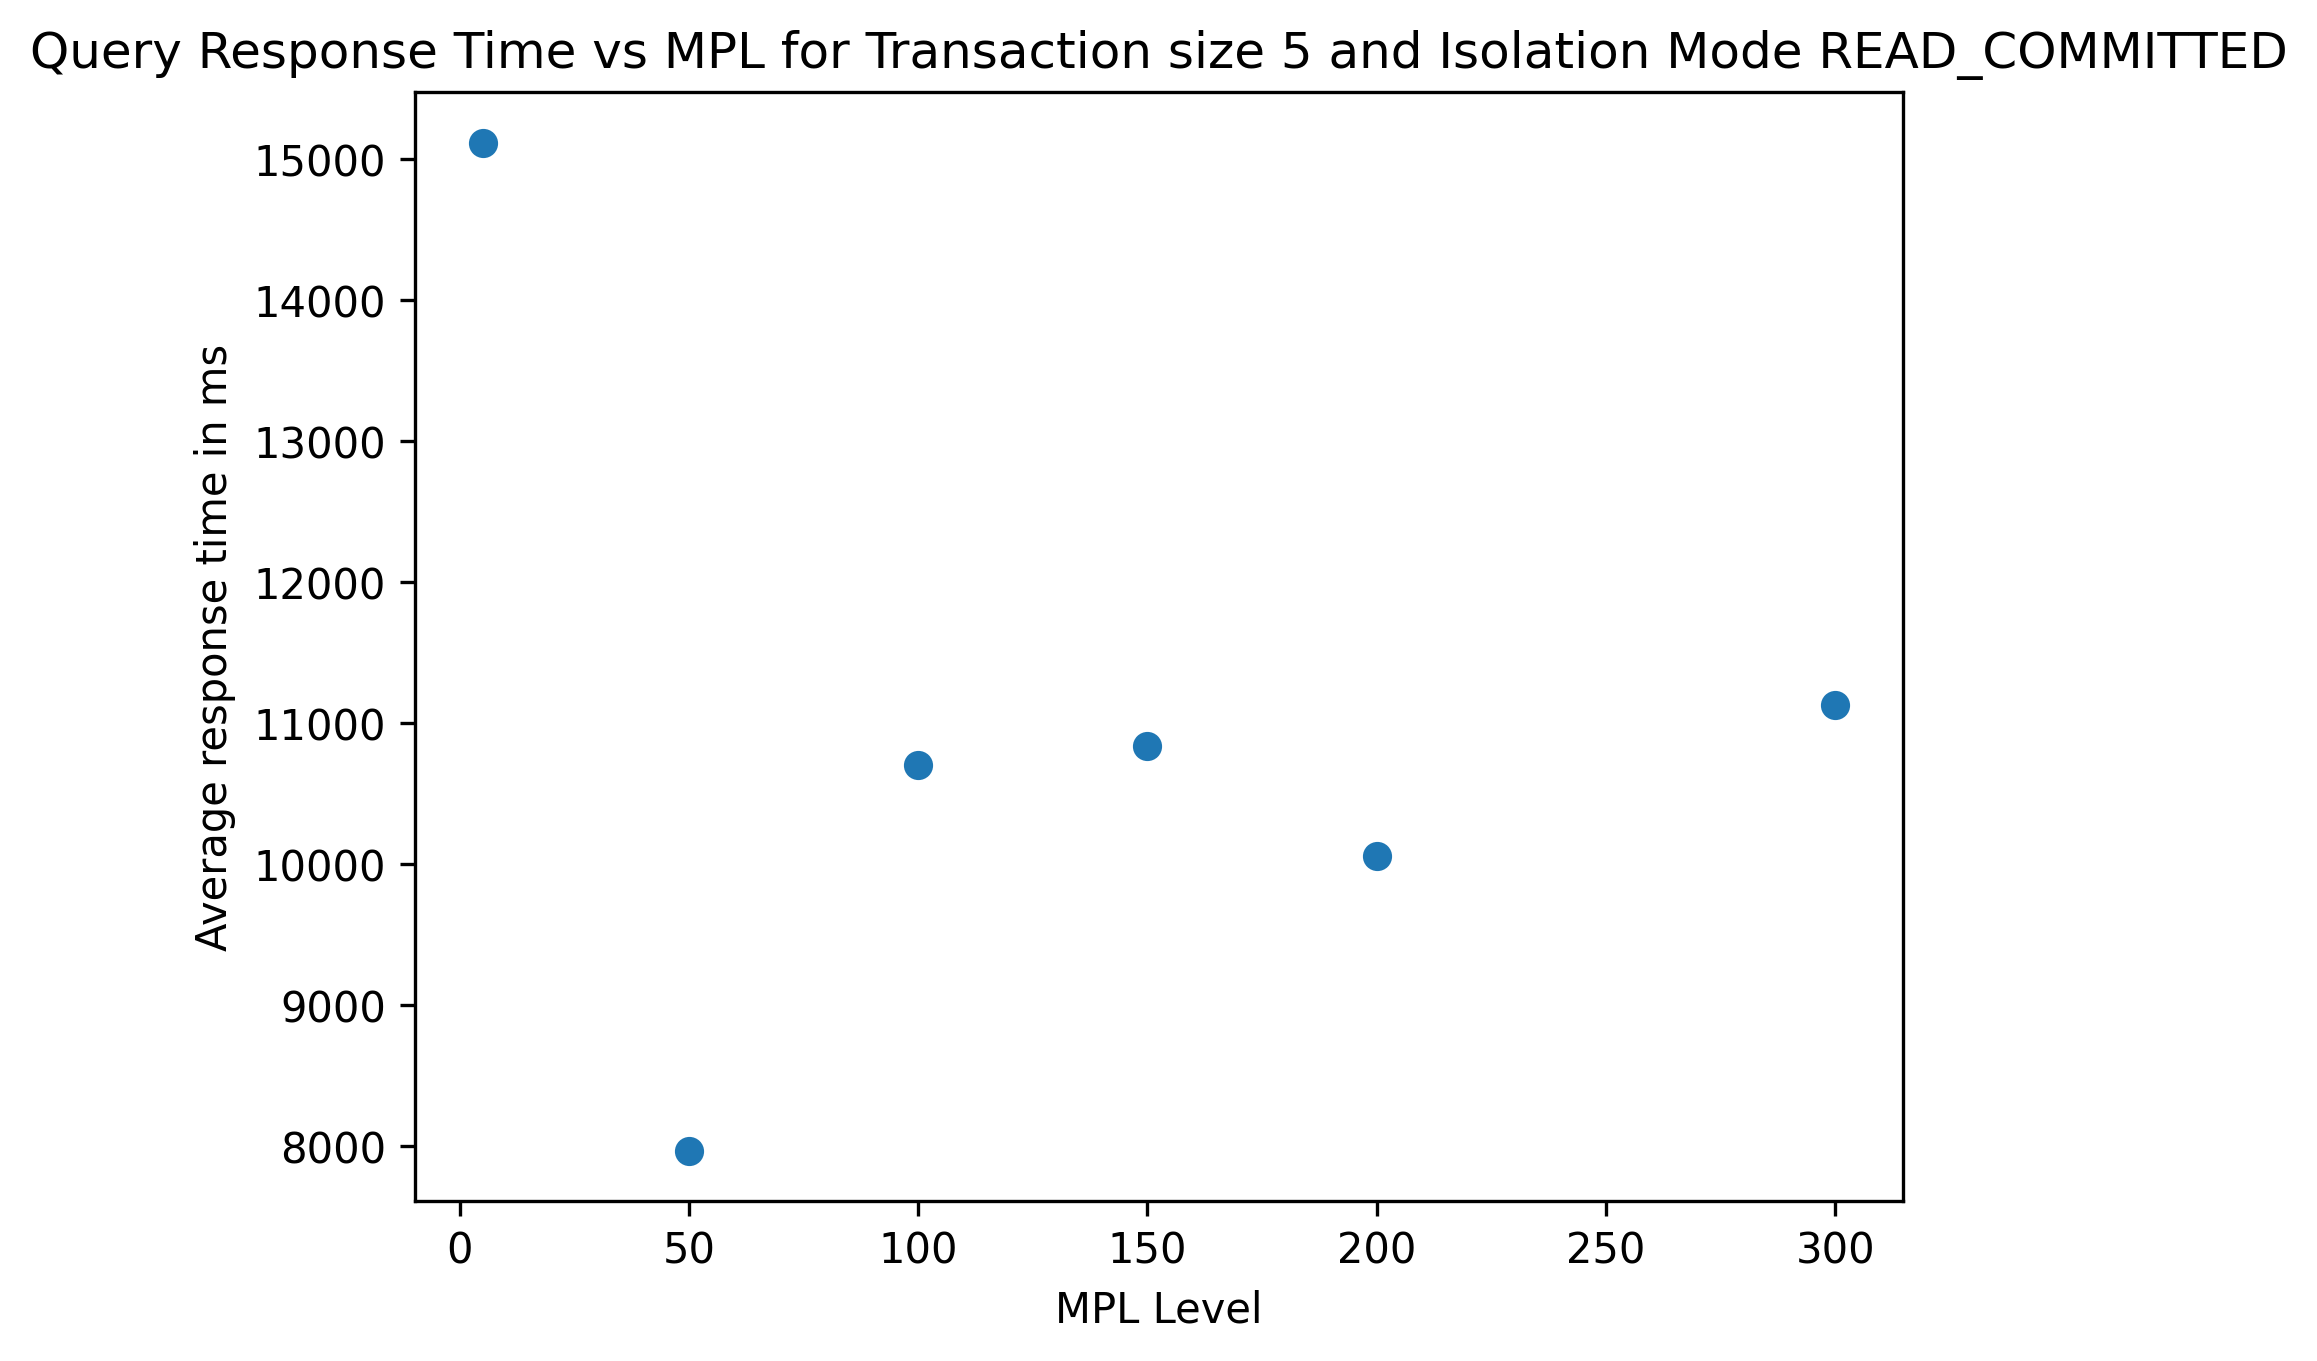 Query Response Time vs MPL for Transaction size 5 and Isolation Mode READ_COMMITTED
15000
14000
13000
12000
11000
10000
9000
8000
Average response time in ms
0 50 100 150 200 250 300
MPL Level